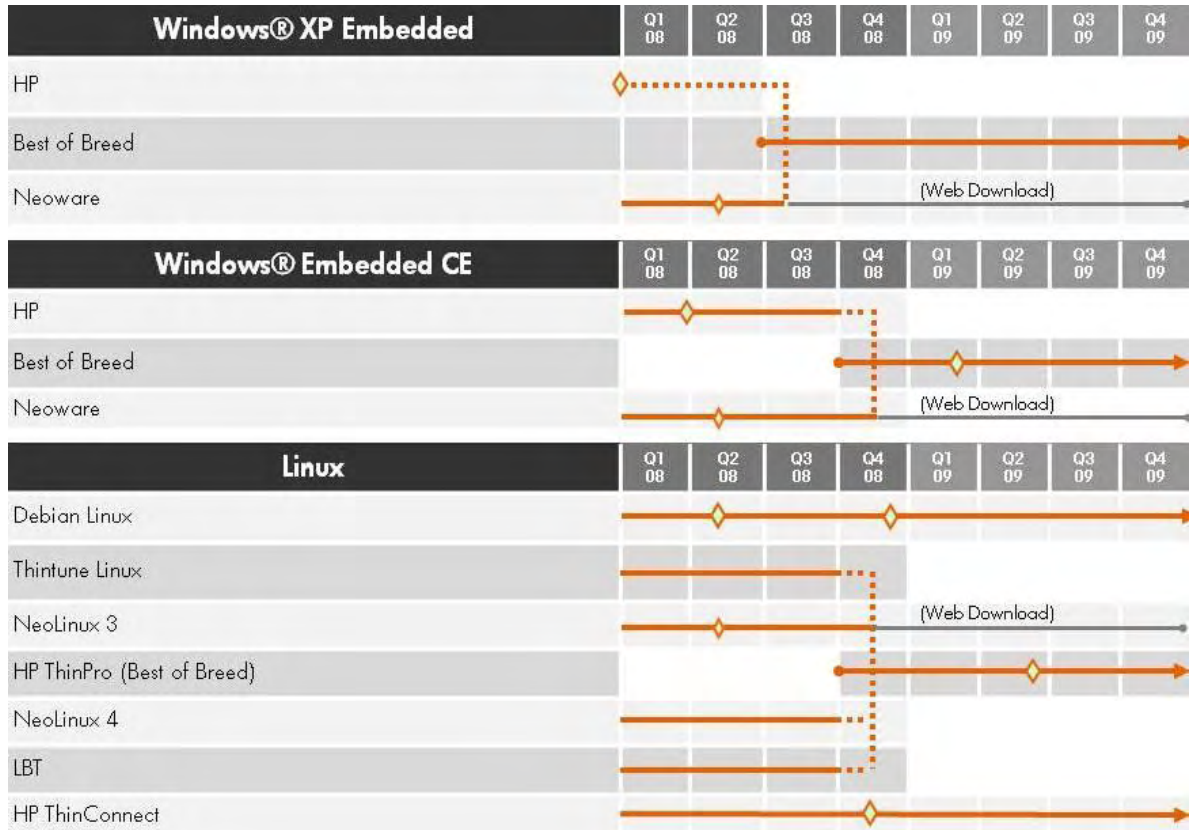 Windows® XP Embedded Q1 08 Q2 08 Q3 08 Q4 08 Q1 09 Q2 09 Q3 09 Q4 09
HP
Best of Breed
Neoware (Web Download)
Windows® Embedded CE Q1 08 Q2 08 Q3 08 Q4 08 Q1 09 Q2 09 Q3 09 Q4 09
HP
Best of Breed
Neoware (Web Download)
Linux Q1 08 Q2 08 Q3 08 Q4 08 Q1 09 Q2 09 Q3 09 Q4 09
Debian Linux
Thintune Linux
NeoLinux 3 (Web Download)
HP ThinPro (Best of Breed)
NeoLinux 4
LBT
HP ThinConnect